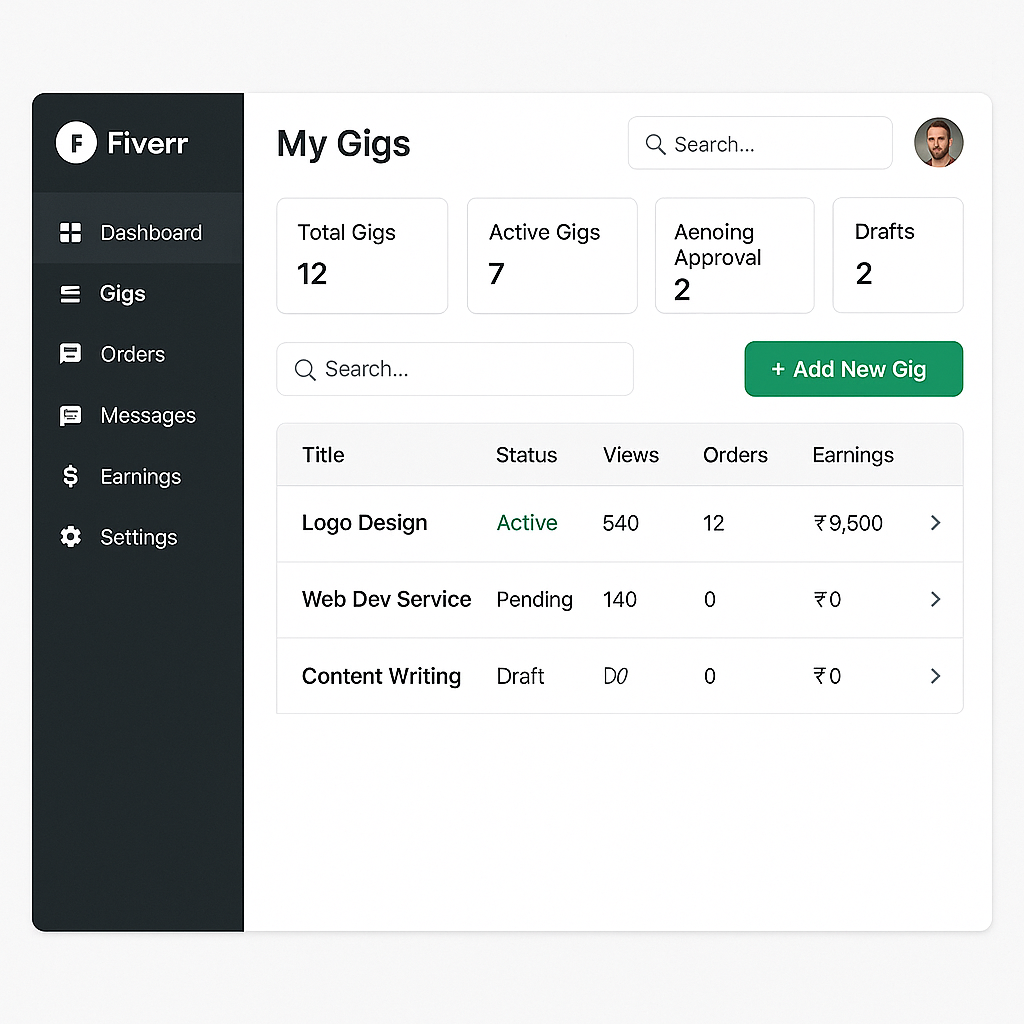 F Fiverr
Dashboard
Gigs
Orders
Messages
Earnings
Settings
My Gigs
Search...
Total Gigs
12
Active Gigs
7
Aenoing
Approval
2
Drafts
2
Search...
+ Add New Gig
Title Status Views Orders Earnings
Logo Design Active 540 12 ₹9,500
Web Dev Service Pending 140 0 ₹0
Content Writing Draft D0 0 ₹0